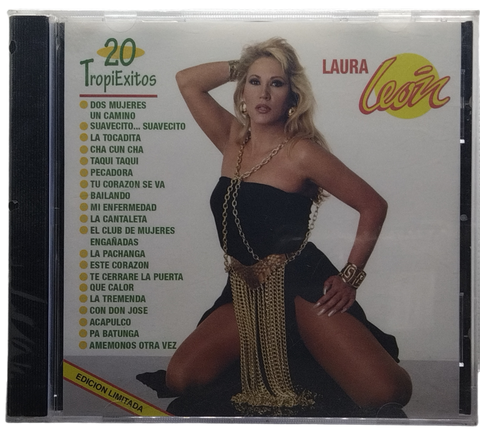 20
TropiExitos
DOS MUJERES
UN CAMINO
SUAVECITO... SUAVECITO
LA TOCADITA
CHA CUN CHA
TAQUI TAQUI
PECADORA
TU CORAZON SE VA
BAILANDO
MI ENFERMEDAD
LA CANTALETA
EL CLUB DE MUJERES
ENGAÑADAS
LA PACHANGA
ESTE CORAZON
TE CERRARE LA PUERTA
QUE CALOR
LA TREMENDA
CON DON JOSE
ACAPULCO
PA BATUNGA
AMEMONOS OTRA VEZ
EDICION LIMITADA
LAURA
León